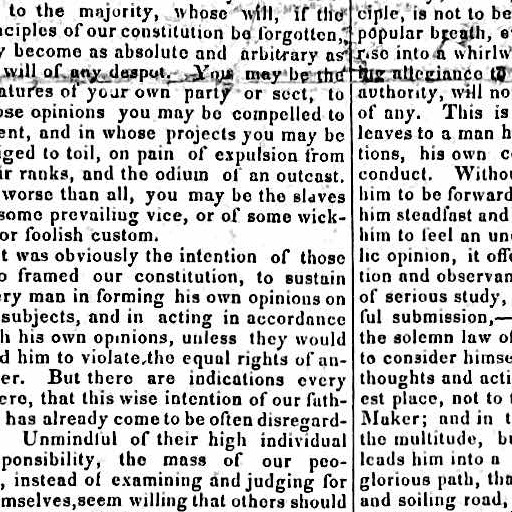 to the majority, whose will, if the
nciples of our constitution be forgotten,
y become as absolute and arbitrary as
will of any despot. You may be the
atures of your own party or sect, to
ose opinions you may be compelled to
ent, and in whose projects you may be
iged to toil, on pain of expulsion from
ir ranks, and the odium of an outcast.
worse than all, you may be the slaves
some prevailing vice, or of some wick-
or foolish custom.
t was obviously the intention of those
o framed our constitution, to sustain
ery man in forming his own opinions on
subjects, and in acting in accordance
h his own opinions, unless they would
d him to violate the equal rights of an-
er. But there are indications every
ere, that this wise intention of our fath-
has already come to be often disregard-
Unmindful of their high individual
ponsibility, the mass of our peo-
, instead of examining and judging for
mselves, seem willing that others should
ciple, is not to be
popular breath, e
rise into a whirlw
ing allegiance to
authority, will no
of any. This is
leaves to a man h
tions, his own c
conduct. Withou
him to be forward
him steadfast and
him to feel an un
lic opinion, it offe
tion and observan
of serious study,
ful submission,—
the solemn law of
to consider himse
thoughts and acti
est place, not to t
Maker; and in t
the multitude, bu
leads him into a
glorious path, tha
and soiling road,